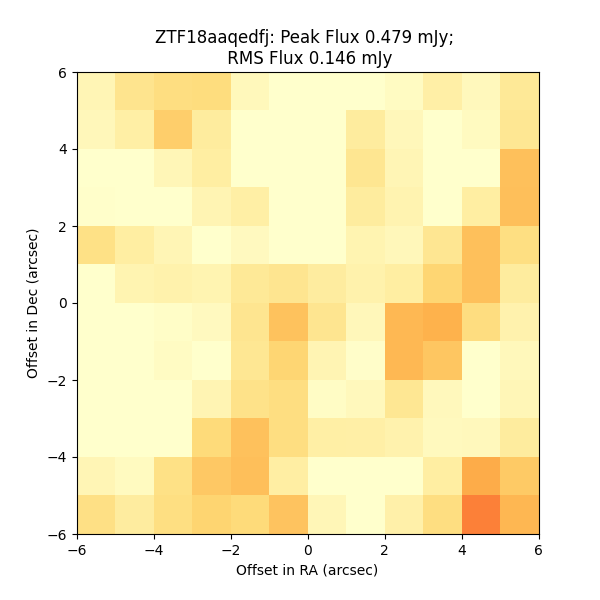 ZTF18aaqedfj: Peak Flux 0.479 mJy;
RMS Flux 0.146 mJy
6
4
2
0
−2
−4
−6
Offset in Dec (arcsec)
−6 −4 −2 0 2 4 6
Offset in RA (arcsec)